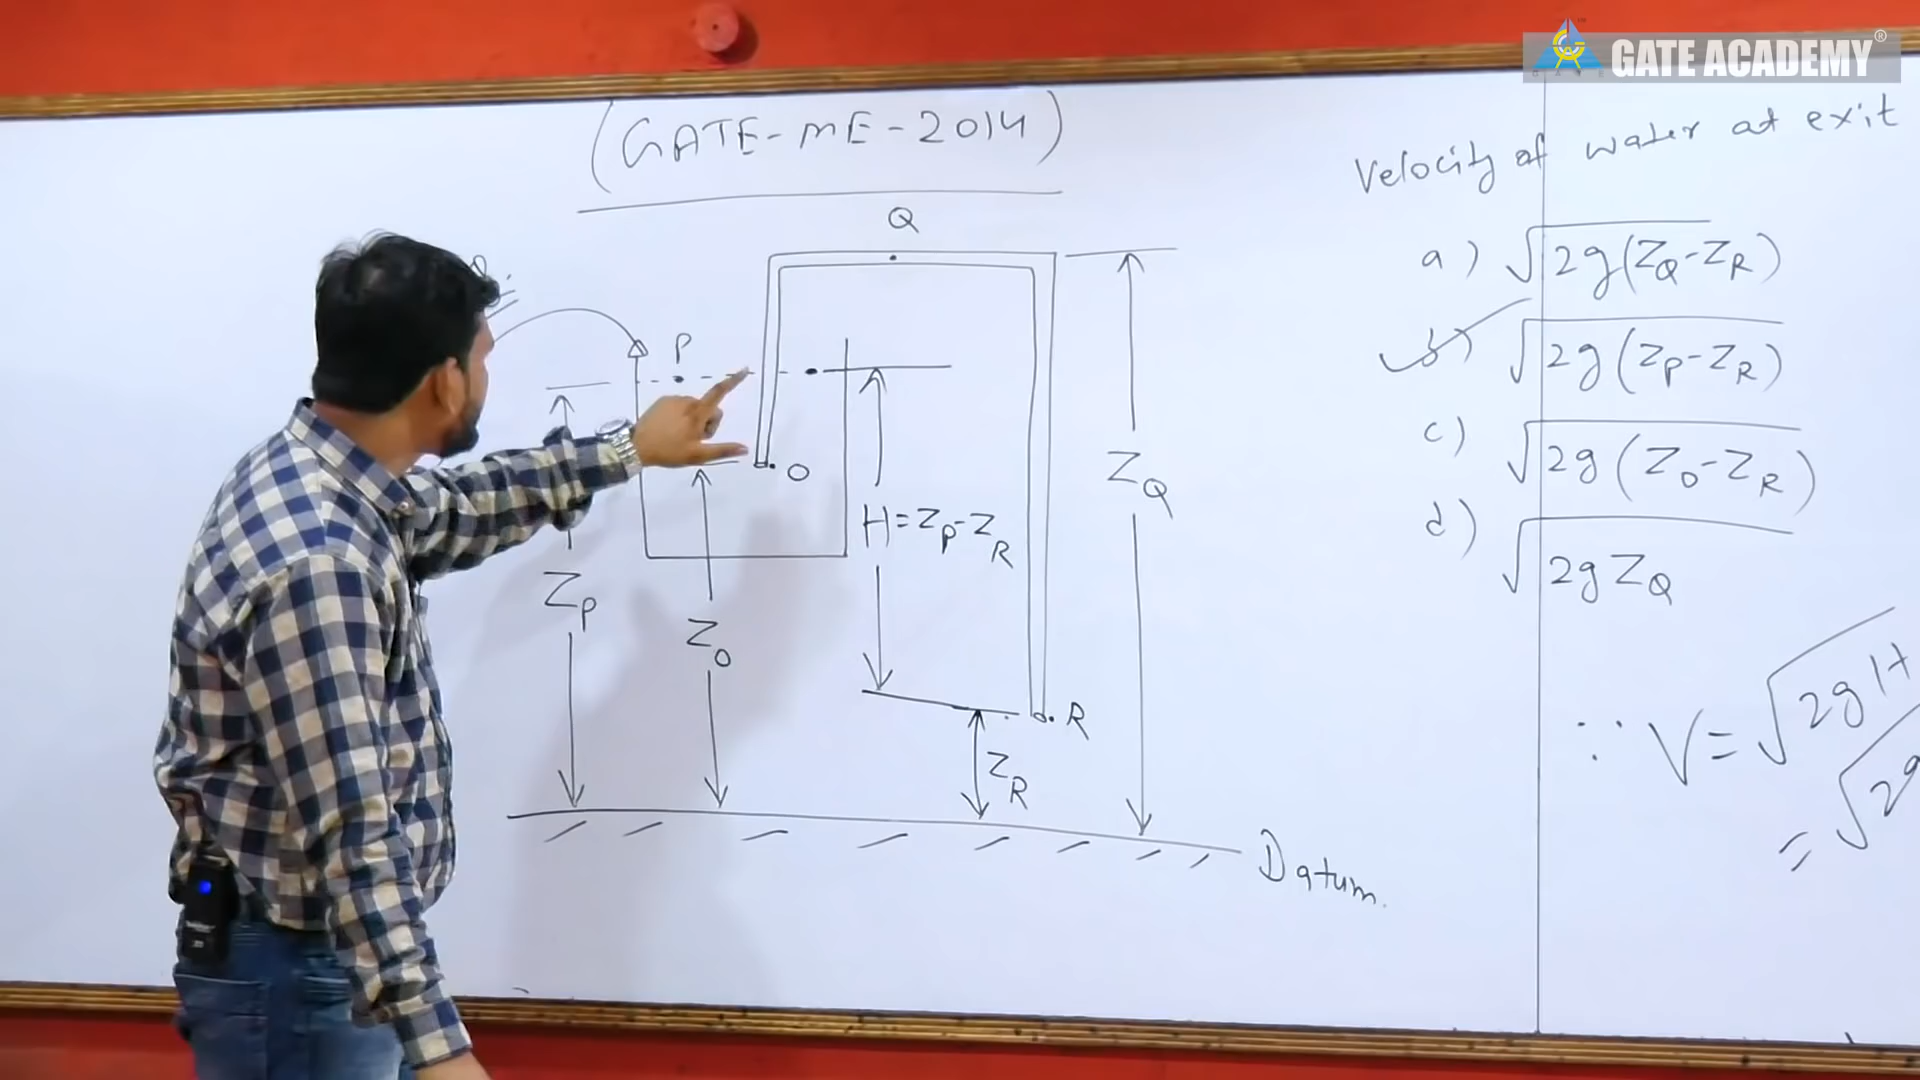 GATE ACADEMY®
(GATE-ME-2014)
Velocity of water at exit
Q
a) √2g(ZQ-ZR)
P
b) √2g(ZP-ZR)
c) √2g(ZO-ZR)
O
ZQ
H=ZP-ZR
d) √2gZQ
ZP
ZO
R
∵ V=√2gH
ZR
= √2g
Datum.